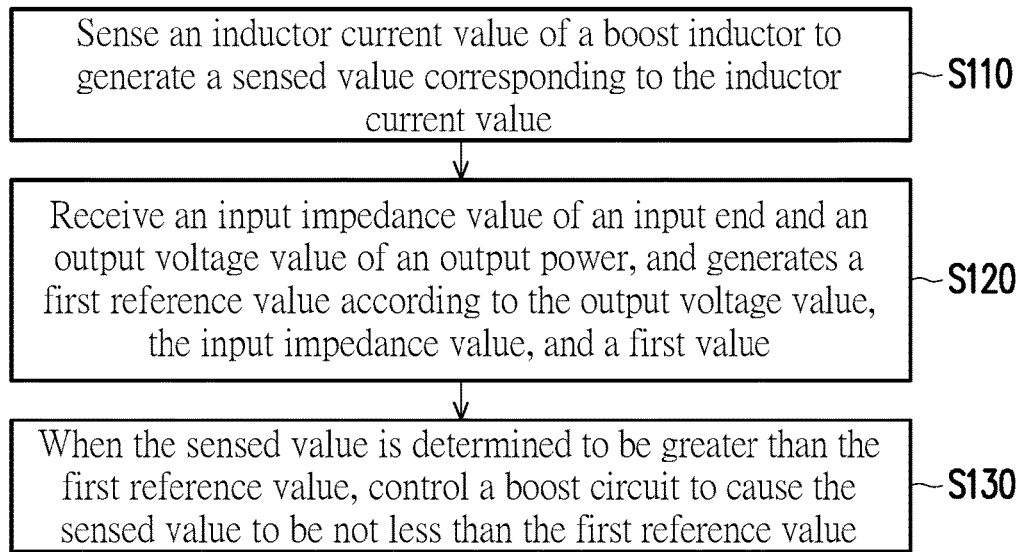 Sense an inductor current value of a boost inductor to
generate a sensed value corresponding to the inductor
current value
S110
Receive an input impedance value of an input end and an
output voltage value of an output power, and generates a
first reference value according to the output voltage value,
the input impedance value, and a first value
S120
When the sensed value is determined to be greater than the
first reference value, control a boost circuit to cause the
sensed value to be not less than the first reference value
S130